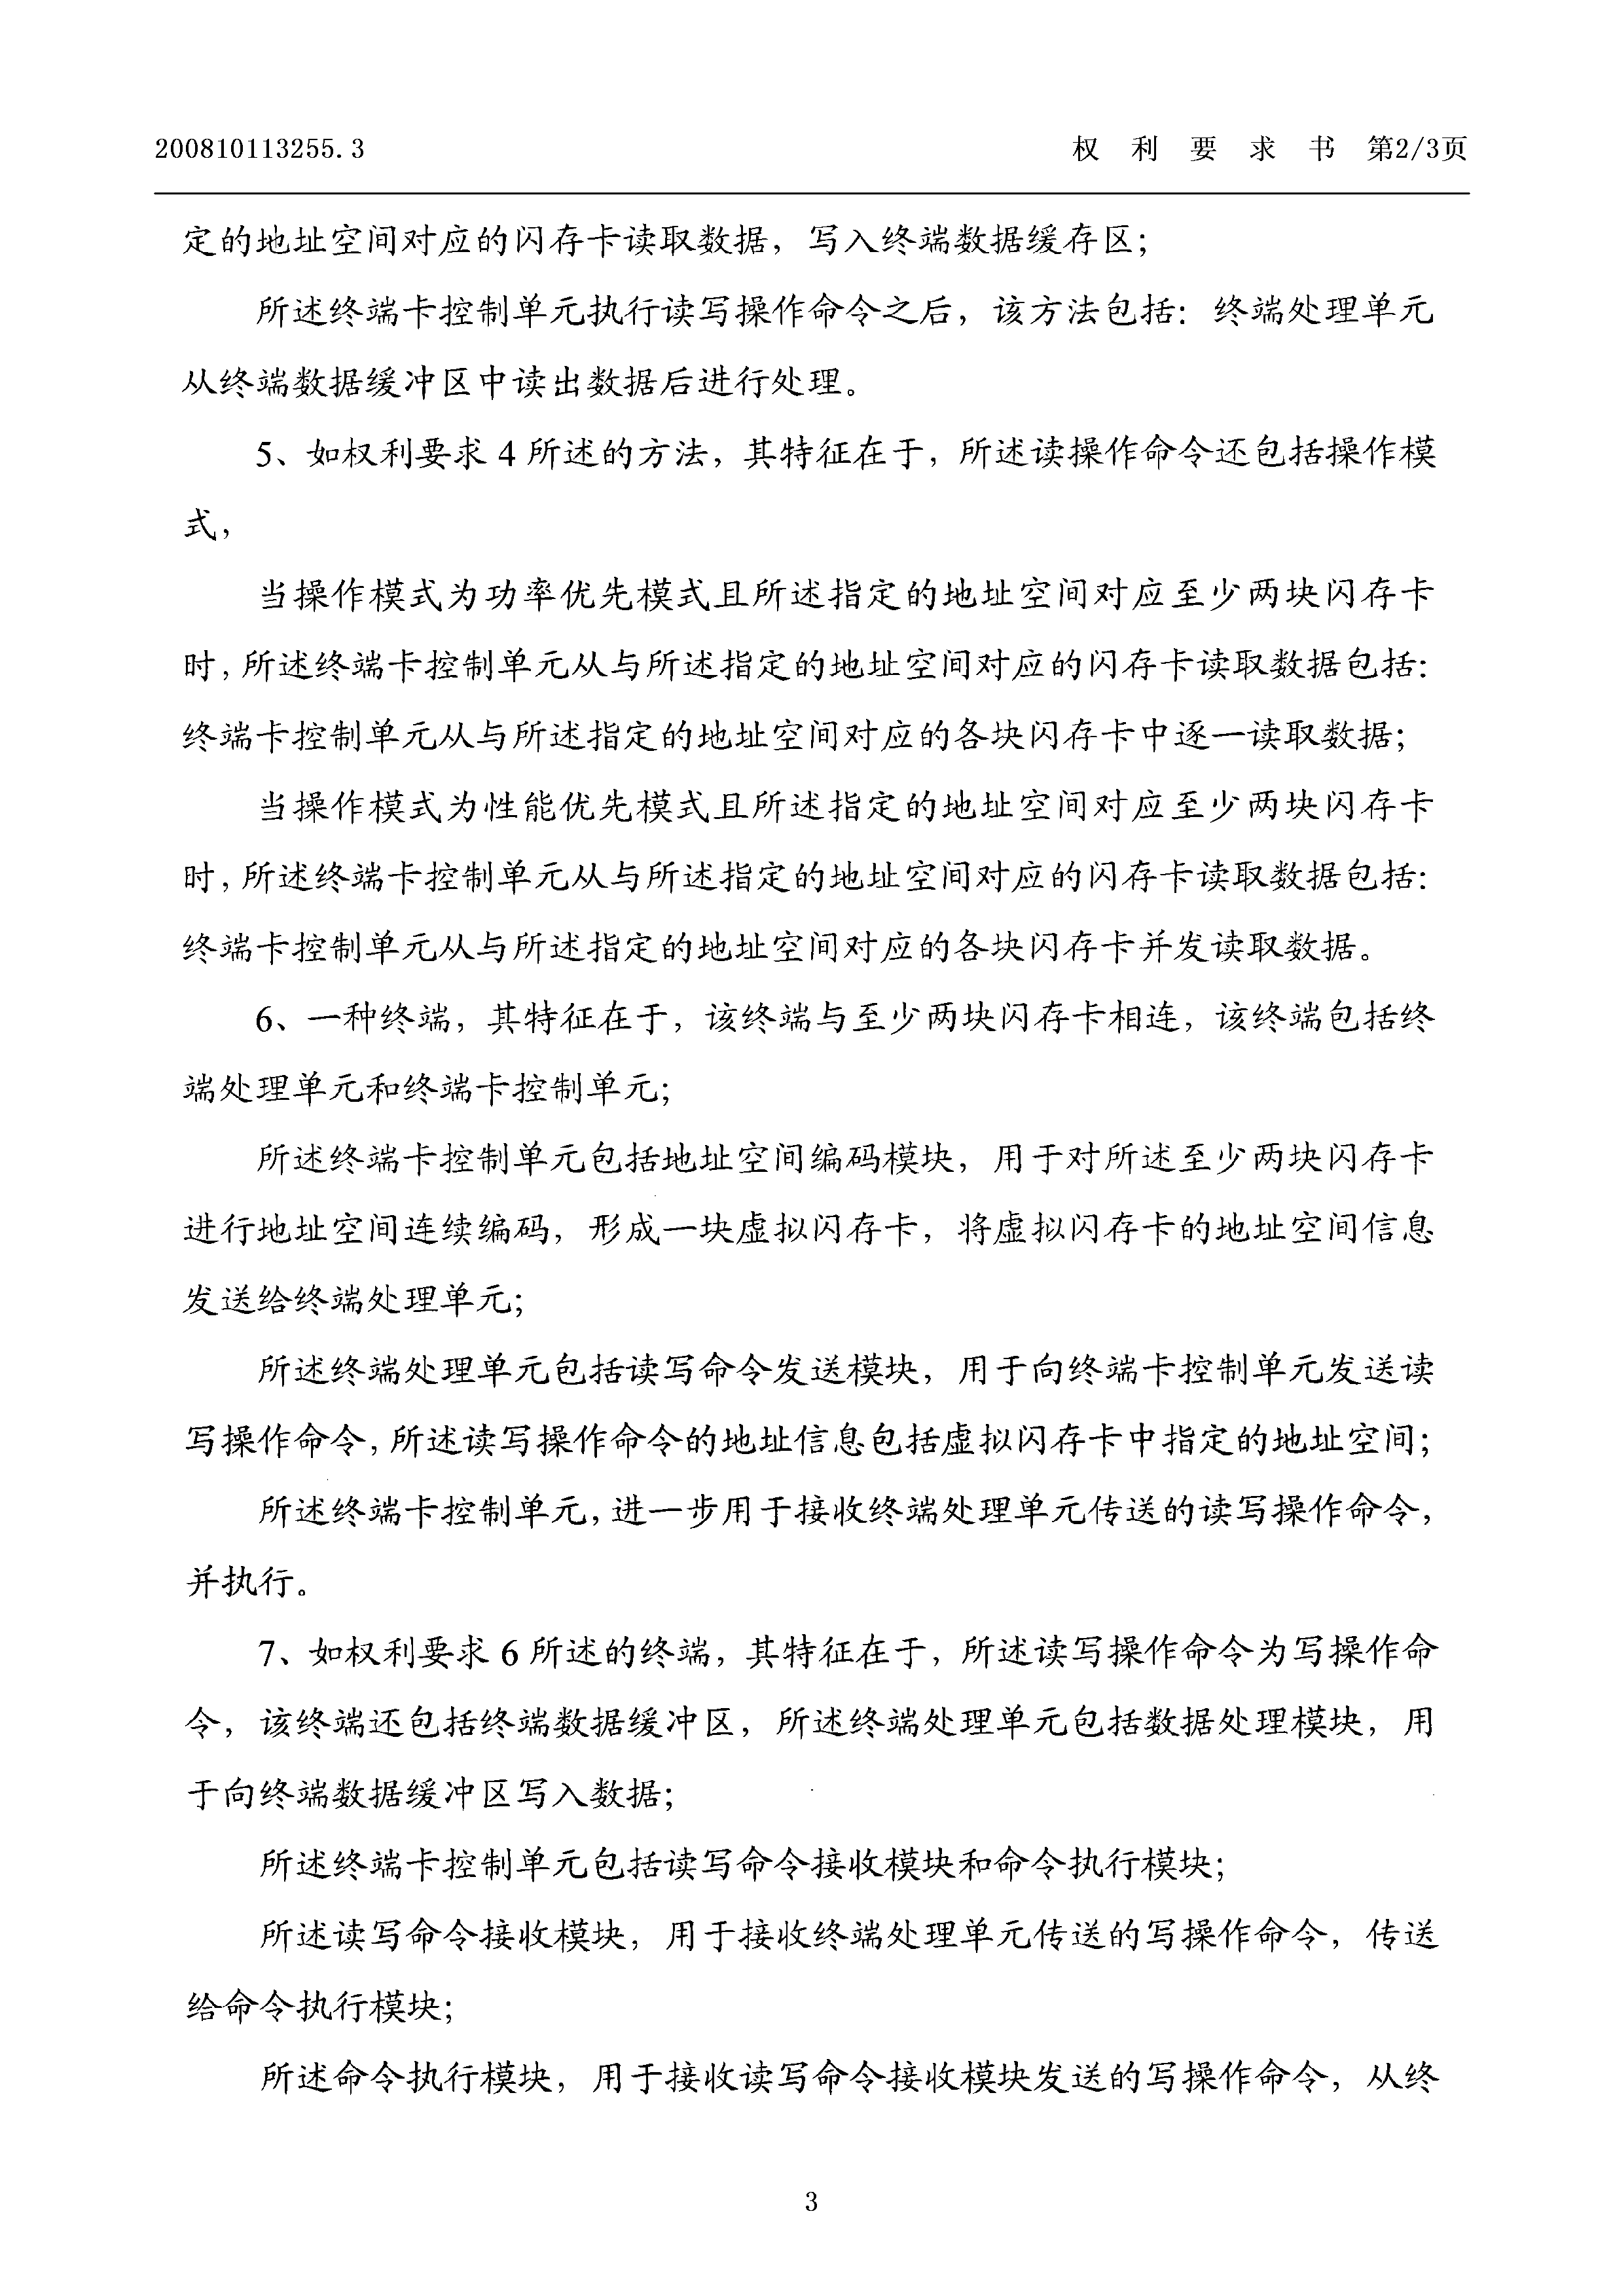 200810113255.3 权 利 要 求 书 第2/3页
定的地址空间对应的闪存卡读取数据，写入终端数据缓存区；
所述终端卡控制单元执行读写操作命令之后，该方法包括：终端处理单元
从终端数据缓冲区中读出数据后进行处理。
5、如权利要求 4 所述的方法，其特征在于，所述读操作命令还包括操作模
式，
当操作模式为功率优先模式且所述指定的地址空间对应至少两块闪存卡
时，所述终端卡控制单元从与所述指定的地址空间对应的闪存卡读取数据包括：
终端卡控制单元从与所述指定的地址空间对应的各块闪存卡中逐一读取数据；
当操作模式为性能优先模式且所述指定的地址空间对应至少两块闪存卡
时，所述终端卡控制单元从与所述指定的地址空间对应的闪存卡读取数据包括：
终端卡控制单元从与所述指定的地址空间对应的各块闪存卡并发读取数据。
6、一种终端，其特征在于，该终端与至少两块闪存卡相连，该终端包括终
端处理单元和终端卡控制单元；
所述终端卡控制单元包括地址空间编码模块，用于对所述至少两块闪存卡
进行地址空间连续编码，形成一块虚拟闪存卡，将虚拟闪存卡的地址空间信息
发送给终端处理单元；
所述终端处理单元包括读写命令发送模块，用于向终端卡控制单元发送读
写操作命令，所述读写操作命令的地址信息包括虚拟闪存卡中指定的地址空间；
所述终端卡控制单元，进一步用于接收终端处理单元传送的读写操作命令，
并执行。
7、如权利要求 6 所述的终端，其特征在于，所述读写操作命令为写操作命
令，该终端还包括终端数据缓冲区，所述终端处理单元包括数据处理模块，用
于向终端数据缓冲区写入数据；
所述终端卡控制单元包括读写命令接收模块和命令执行模块；
所述读写命令接收模块，用于接收终端处理单元传送的写操作命令，传送
给命令执行模块；
所述命令执行模块，用于接收读写命令接收模块发送的写操作命令，从终
3